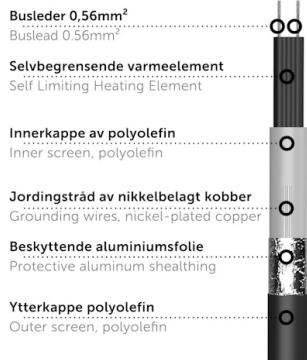 Busleder 0,56mm²
Buslead 0.56mm²
Selvbegrensende varmeelement
Self Limiting Heating Element
Innerkappe av polyolefin
Inner screen, polyolefin
Jordingstråd av nikkelbelagt kobber
Grounding wires, nickel-plated copper
Beskyttende aluminiumsfolie
Protective aluminum shealthing
Ytterkappe polyolefin
Outer screen, polyolefin